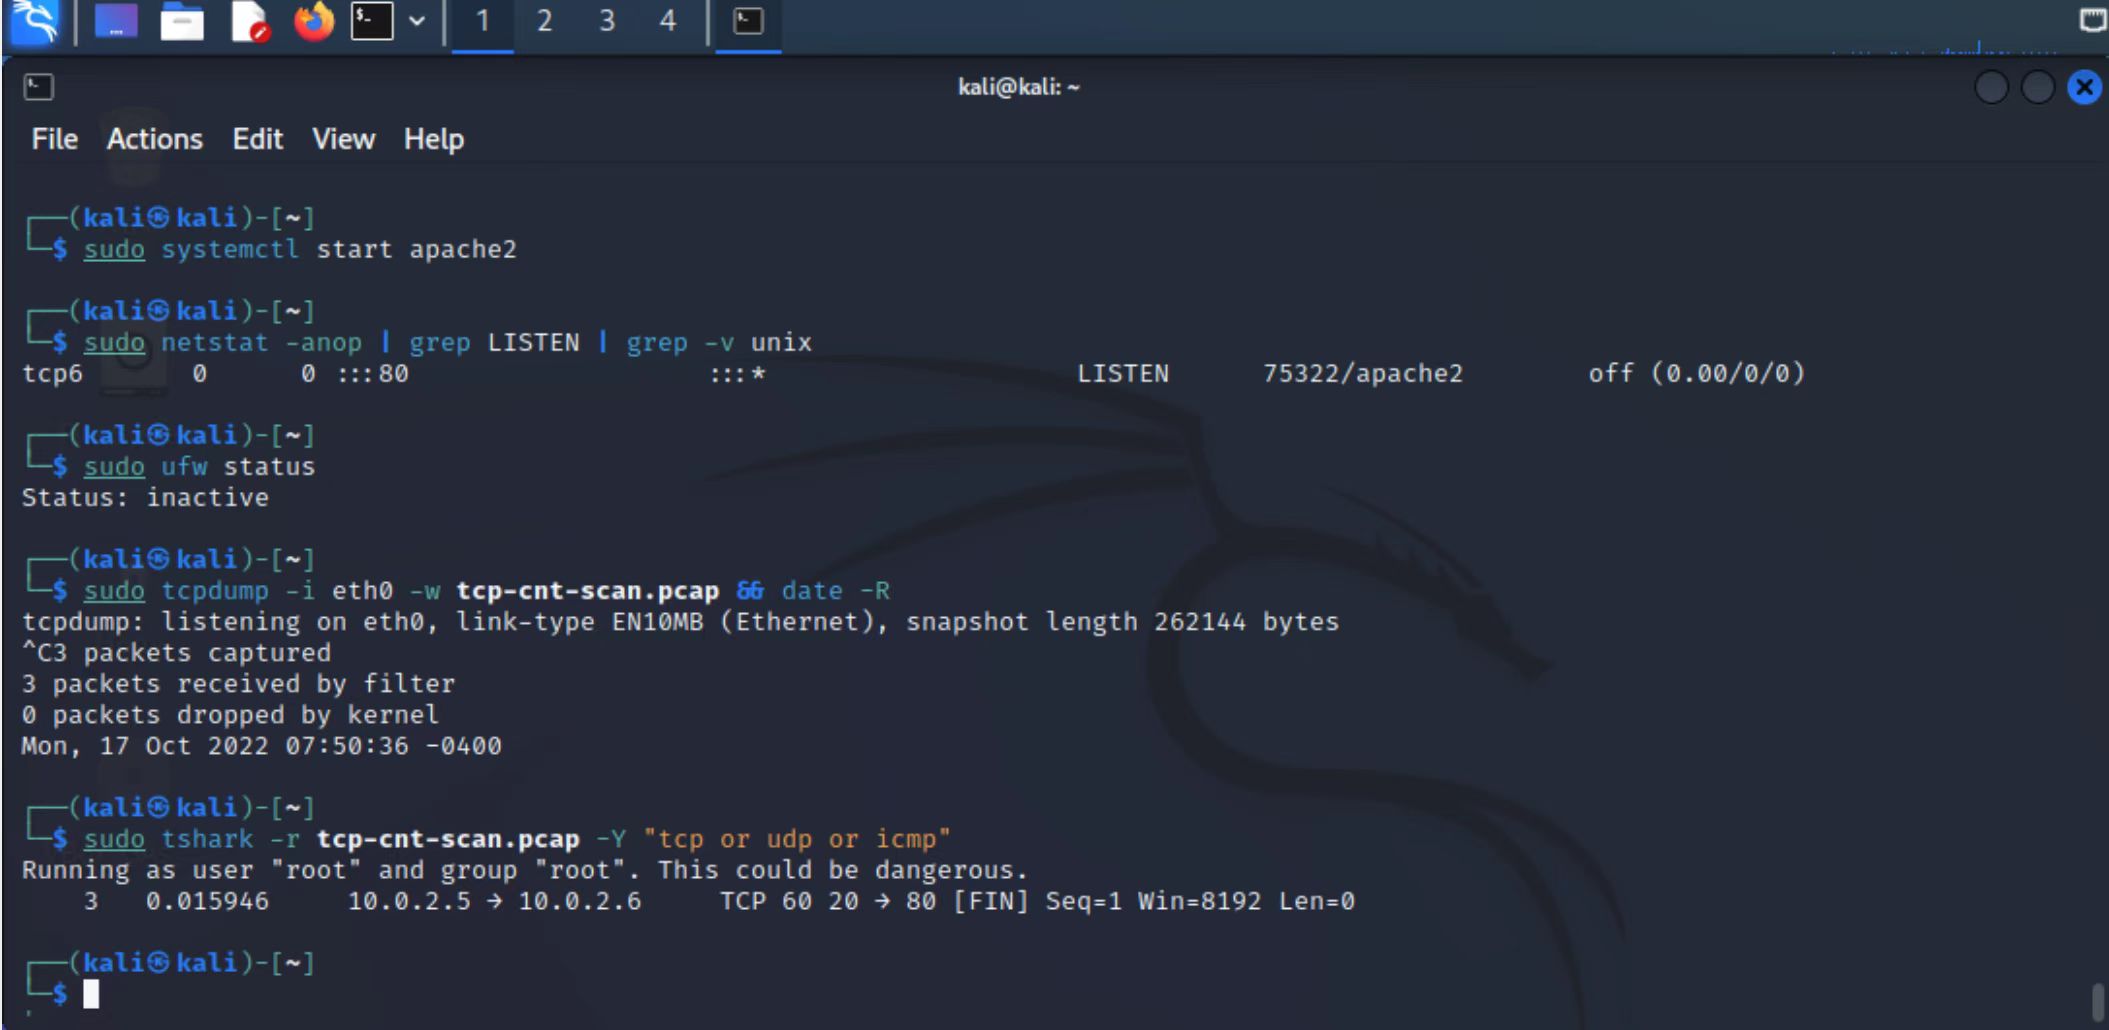 1 2 3 4
kali@kali: ~
File Actions Edit View Help
┌──(kali㉿kali)-[~]
└─$ sudo systemctl start apache2
┌──(kali㉿kali)-[~]
└─$ sudo netstat -anop | grep LISTEN | grep -v unix
tcp6 0 0 :::80 :::* LISTEN 75322/apache2 off (0.00/0/0)
┌──(kali㉿kali)-[~]
└─$ sudo ufw status
Status: inactive
┌──(kali㉿kali)-[~]
└─$ sudo tcpdump -i eth0 -w tcp-cnt-scan.pcap && date -R
tcpdump: listening on eth0, link-type EN10MB (Ethernet), snapshot length 262144 bytes
^C3 packets captured
3 packets received by filter
0 packets dropped by kernel
Mon, 17 Oct 2022 07:50:36 -0400
┌──(kali㉿kali)-[~]
└─$ sudo tshark -r tcp-cnt-scan.pcap -Y "tcp or udp or icmp"
Running as user "root" and group "root". This could be dangerous.
3 0.015946 10.0.2.5 → 10.0.2.6 TCP 60 20 → 80 [FIN] Seq=1 Win=8192 Len=0
┌──(kali㉿kali)-[~]
└─$